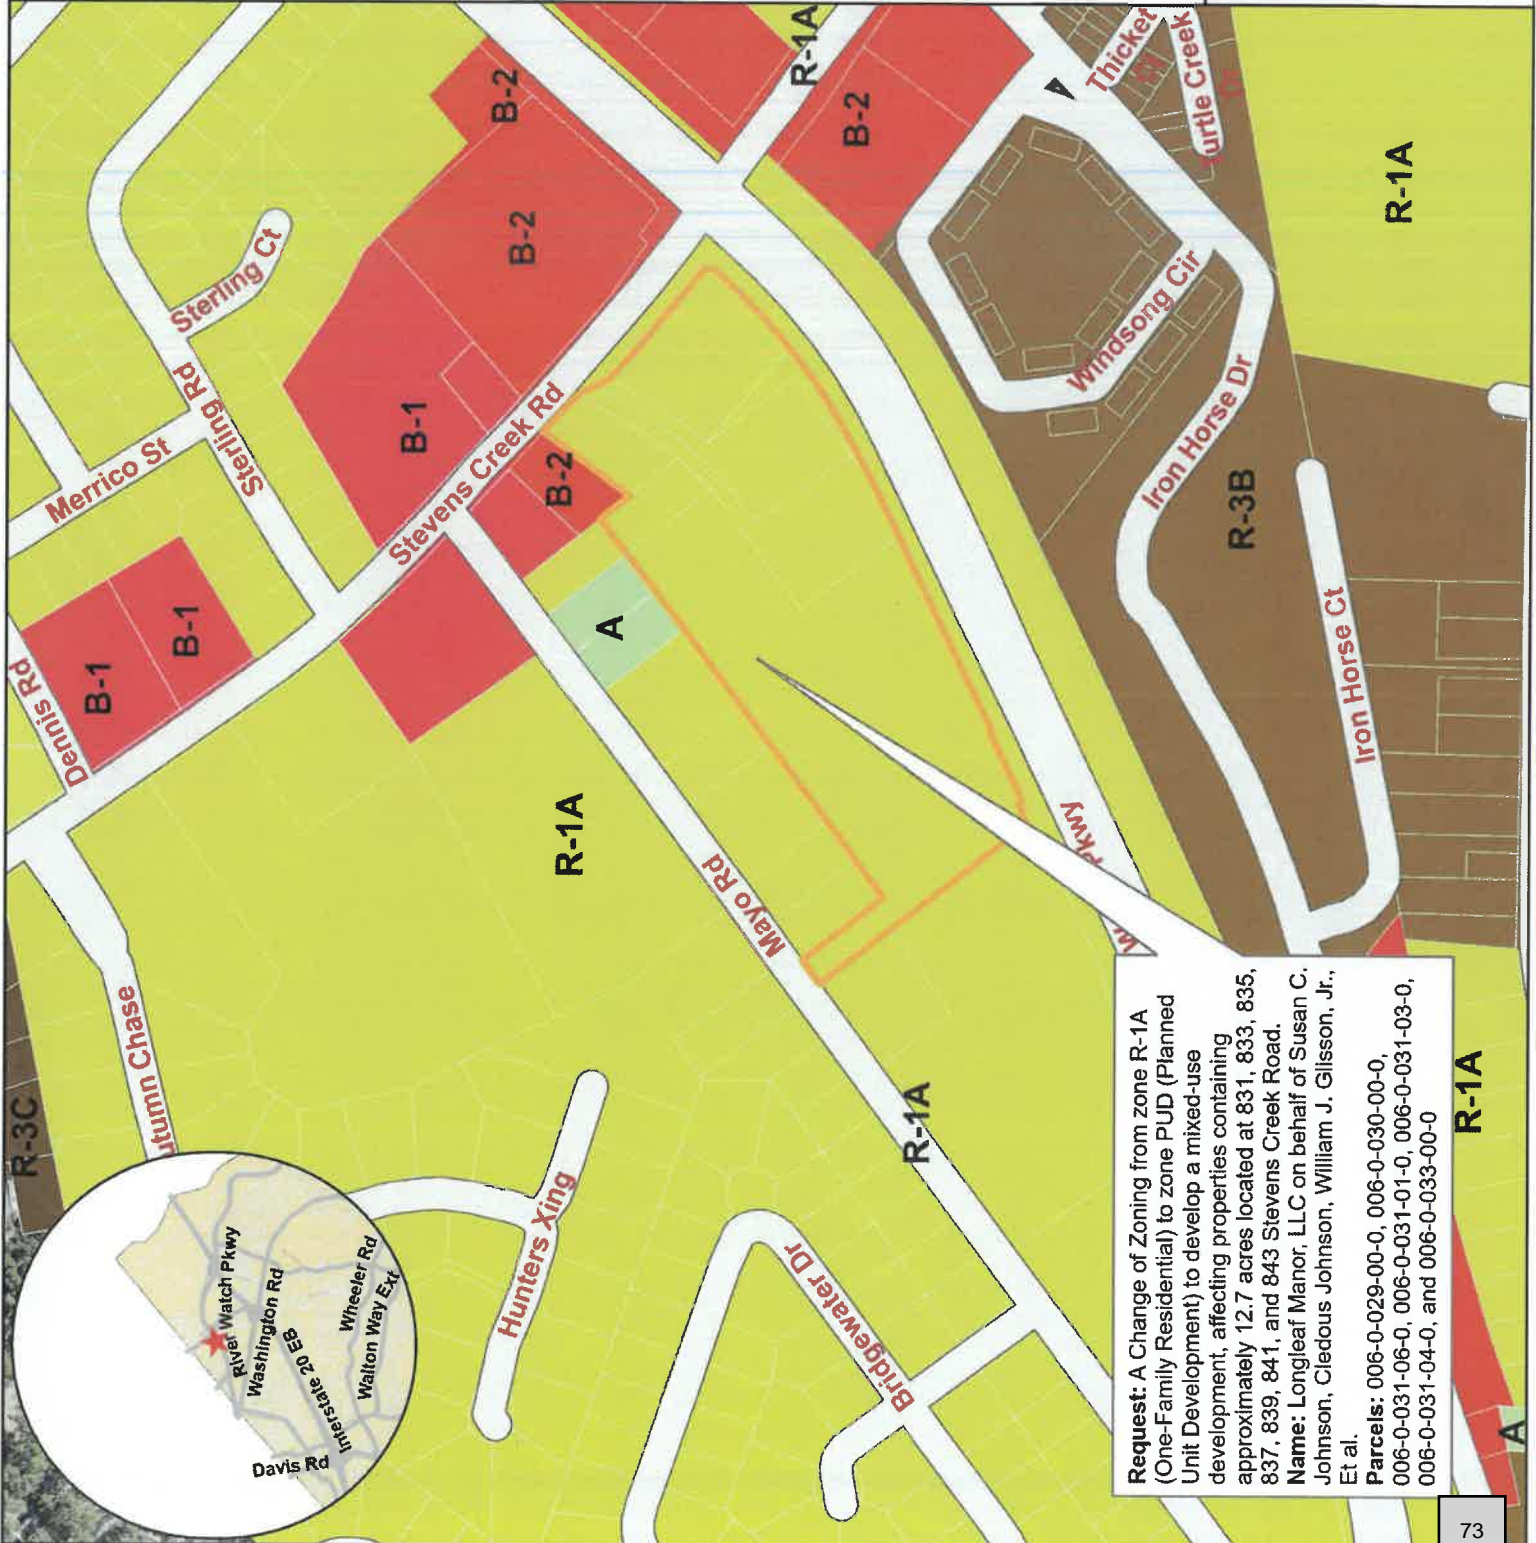 R-1A
Thicket
Turtle Creek
Ct
B-2
B-2
B-2
R-1A
Sterling Ct
Sterling Rd
Sterling
Merrico St
B-1
Stevens Creek Rd
B-2
Windsong Cir
Iron Horse Dr
R-3B
Iron Horse Ct
A
B-1
B-1
Dennis Rd
R-1A
Mayo Rd
Pkwy
W
utumn Chase
R-3C
Hunters Xing
R-1A
Bridgewater Dr
R-1A
A
River Watch Pkwy
Washington Rd
Interstate 20 EB
Wheeler Rd
Walton Way Ext
Davis Rd
Request: A Change of Zoning from zone R-1A
(One-Family Residential) to zone PUD (Planned
Unit Development) to develop a mixed-use
development, affecting properties containing
approximately 12.7 acres located at 831, 833, 835,
837, 839, 841, and 843 Stevens Creek Road.
Name: Longleaf Manor, LLC on behalf of Susan C.
Johnson, Cledous Johnson, William J. Glisson, Jr.,
Et al.
Parcels: 006-0-029-00-0, 006-0-030-00-0,
006-0-031-06-0, 006-0-031-01-0, 006-0-031-03-0,
006-0-031-04-0, and 006-0-033-00-0
73